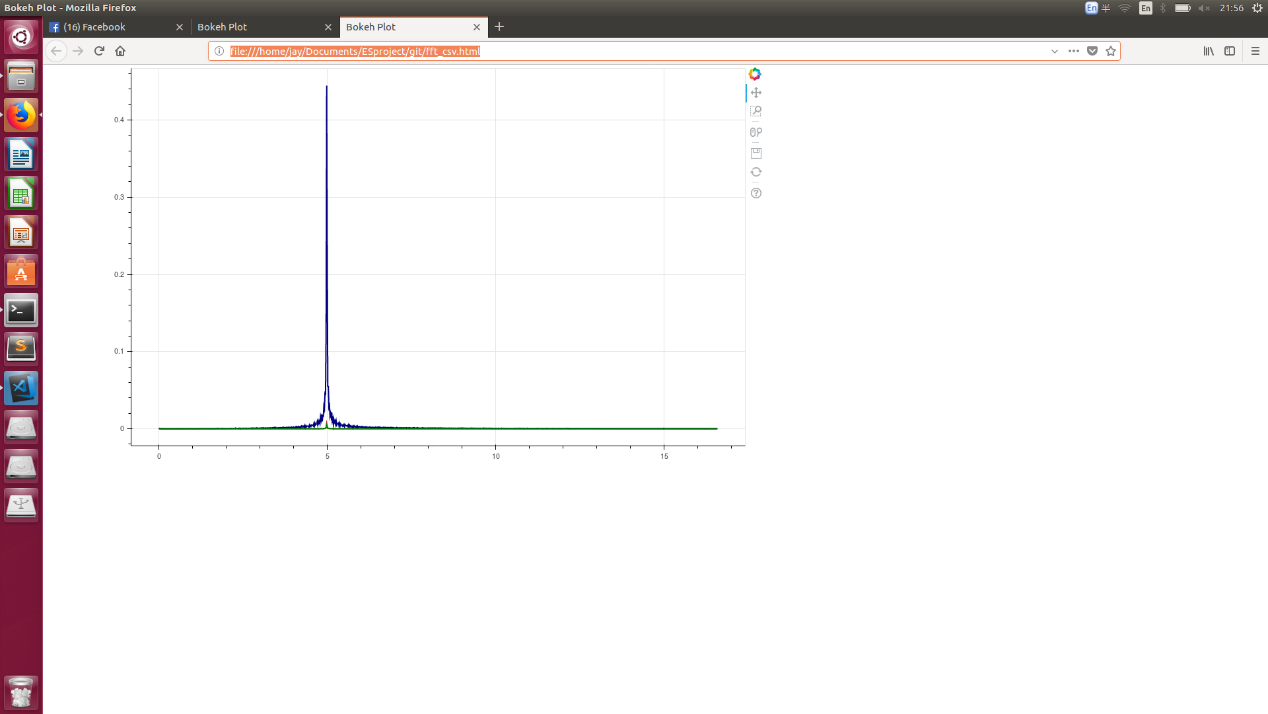 Bokeh Plot - Mozilla Firefox
En
En
21:56
(16) Facebook
Bokeh Plot
Bokeh Plot
file:///home/jay/Documents/ESproject/git/fft_csv.html
0.4
0.3
0.2
0.1
0
0
5
10
15